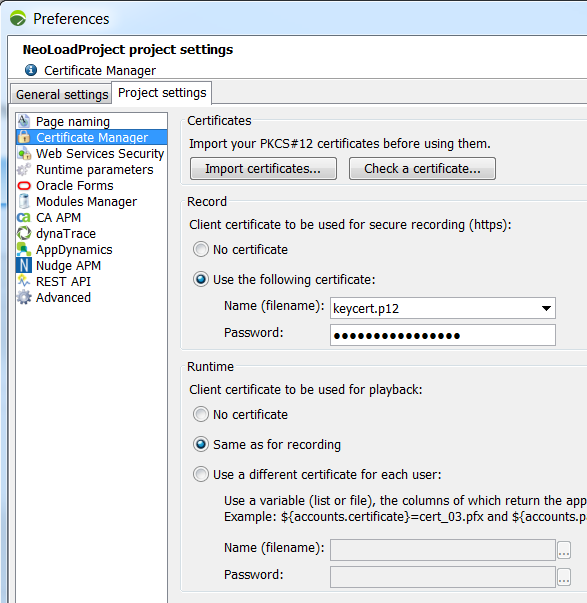 Preferences
NeoLoadProject project settings
Certificate Manager
General settings
Project settings
Page naming
Certificate Manager
Web Services Security
Runtime parameters
Oracle Forms
Modules Manager
CA APM
dynaTrace
AppDynamics
Nudge APM
REST API
Advanced
Certificates
Import your PKCS#12 certificates before using them.
Import certificates...
Check a certificate...
Record
Client certificate to be used for secure recording (https):
No certificate
Use the following certificate:
Name (filename):
keycert.p12
Password:
●●●●●●●●●●●●●●●●
Runtime
Client certificate to be used for playback:
No certificate
Same as for recording
Use a different certificate for each user:
Use a variable (list or file), the columns of which return the app
Example: ${accounts.certificate}=cert_03.pfx and ${accounts.pa
Name (filename):
...
Password:
...